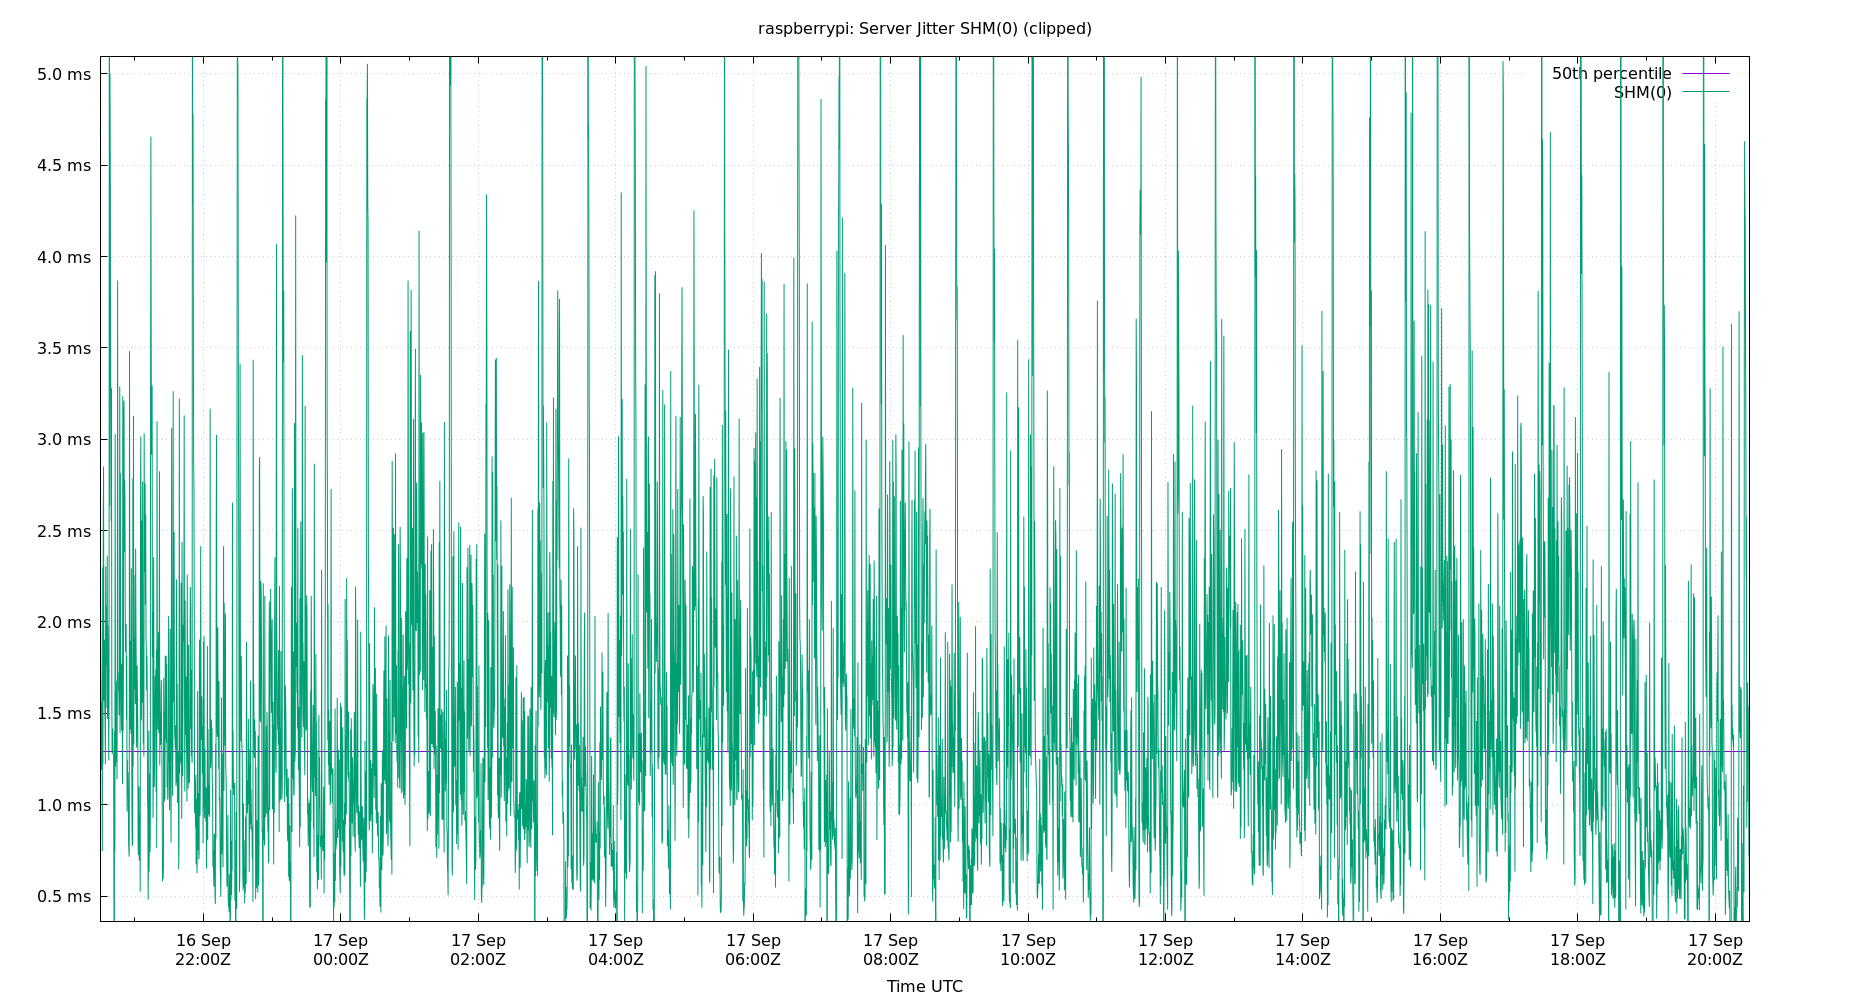 raspberrypi: Server Jitter SHM(0) (clipped)
50th percentile
SHM(0)
5.0 ms
4.5 ms
4.0 ms
3.5 ms
3.0 ms
2.5 ms
2.0 ms
1.5 ms
1.0 ms
0.5 ms
16 Sep 17 Sep 17 Sep 17 Sep 17 Sep 17 Sep 17 Sep 17 Sep 17 Sep 17 Sep 17 Sep 17 Sep
22:00Z 00:00Z 02:00Z 04:00Z 06:00Z 08:00Z 10:00Z 12:00Z 14:00Z 16:00Z 18:00Z 20:00Z
Time UTC